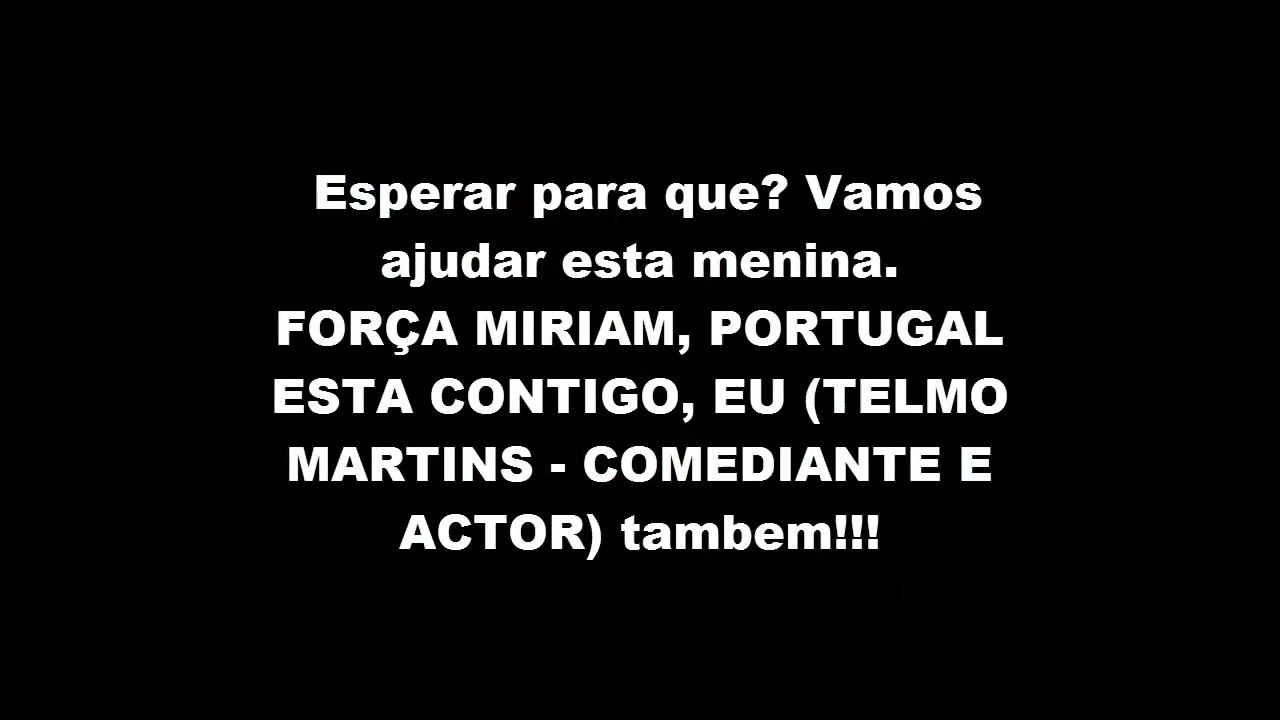 Esperar para que? Vamos
ajudar esta menina.
FORÇA MIRIAM, PORTUGAL
ESTA CONTIGO, EU (TELMO
MARTINS - COMEDIANTE E
ACTOR) tambem!!!